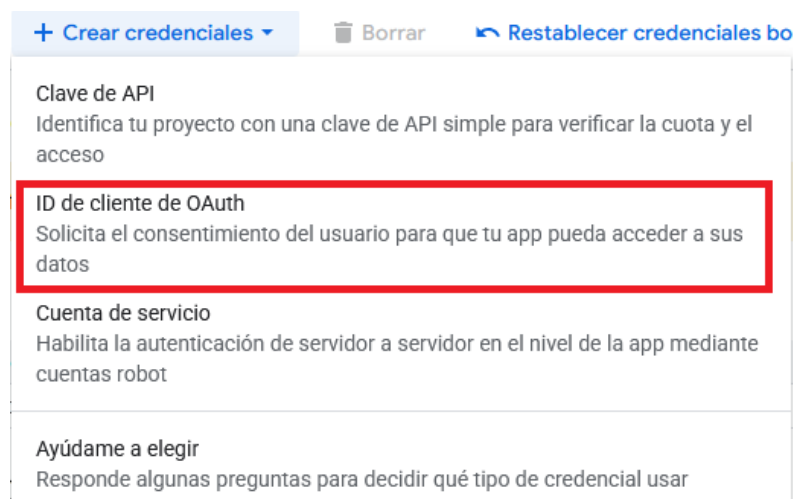 + Crear credenciales
Borrar
Restablecer credenciales bo
Clave de API
Identifica tu proyecto con una clave de API simple para verificar la cuota y el
acceso
ID de cliente de OAuth
Solicita el consentimiento del usuario para que tu app pueda acceder a sus
datos
Cuenta de servicio
Habilita la autenticación de servidor a servidor en el nivel de la app mediante
cuentas robot
Ayúdame a elegir
Responde algunas preguntas para decidir qué tipo de credencial usar